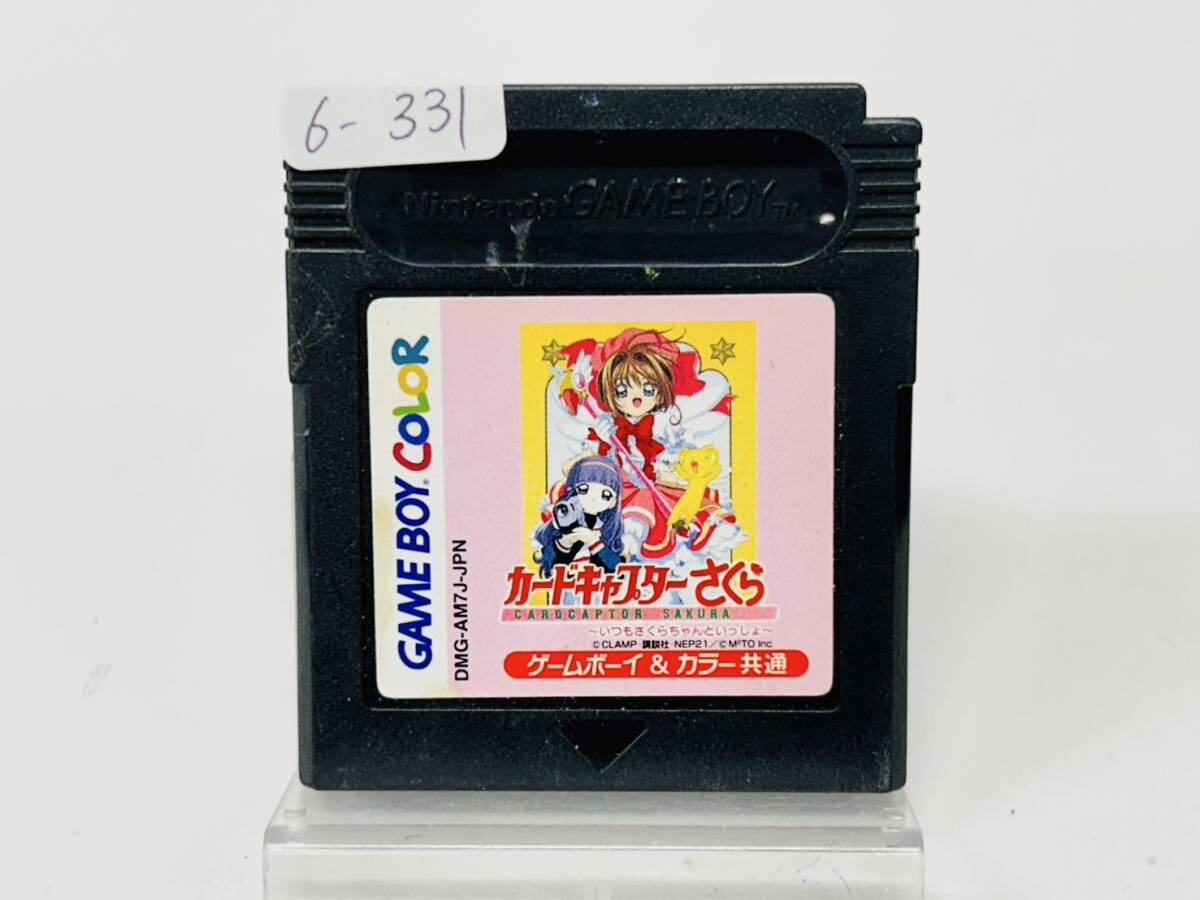 6-331
Nintendo GAME BOY TM
GAME BOY COLOR
DMG-AM7J-JPN
カードキャプターさくら
CARDCAPTOR SAKURA
～いつもさくらちゃんといっしょ～
©CLAMP・講談社・NEP21/©M²TO Inc.
ゲームボーイ & カラー共通